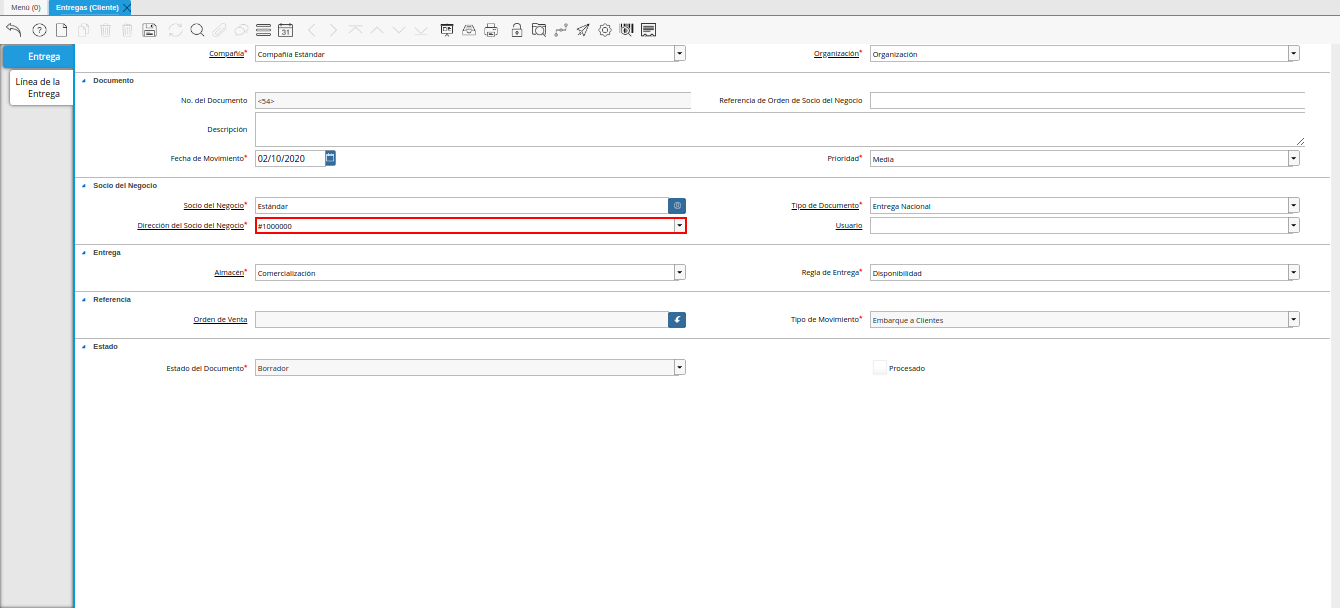 Menú (0) Entregas (Cliente)
31
Entrega
Línea de la
Entrega
Compañía* Compañía Estándar Organización* Organización
Documento
No. del Documento <54> Referencia de Orden de Socio del Negocio
Descripción
Fecha de Movimiento* 02/10/2020 Prioridad* Media
Socio del Negocio
Socio del Negocio* Estándar Tipo de Documento* Entrega Nacional
Dirección del Socio del Negocio* #1000000 Usuario
Entrega
Almacén* Comercialización Regla de Entrega* Disponibilidad
Referencia
Orden de Venta Tipo de Movimiento* Embarque a Clientes
Estado
Estado del Documento* Borrador Procesado